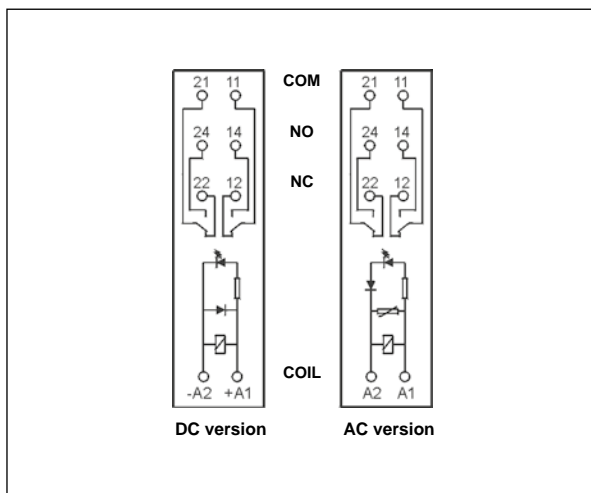 21 11 COM 21 11
24 14 NO 24 14
22 12 NC 22 12
COIL
-A2 +A1 A2 A1
DC version AC version